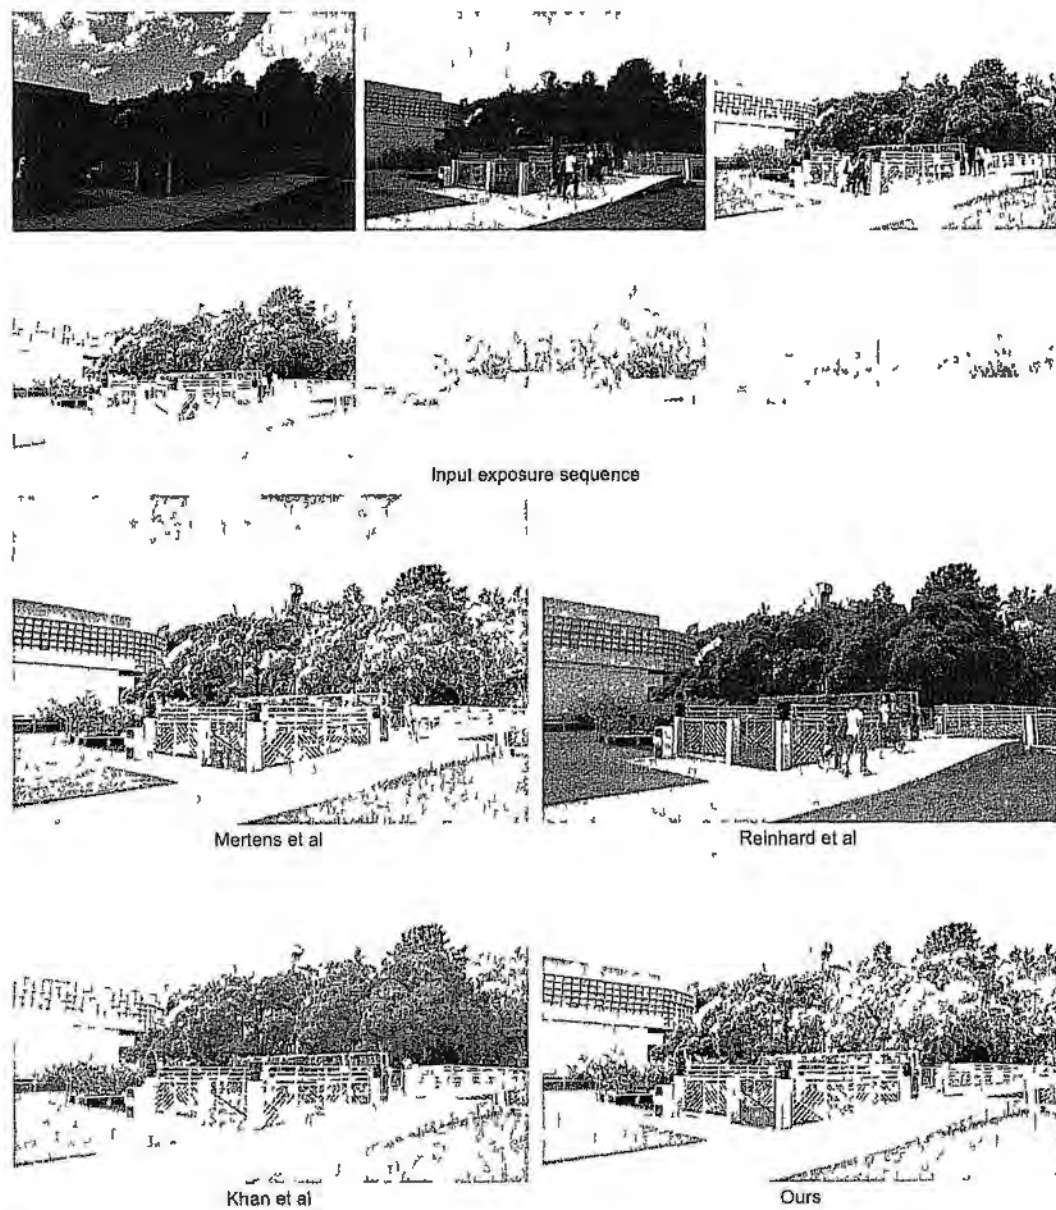 Input exposure sequence
Mertens et al
Reinhard et al
Khan et al
Ours